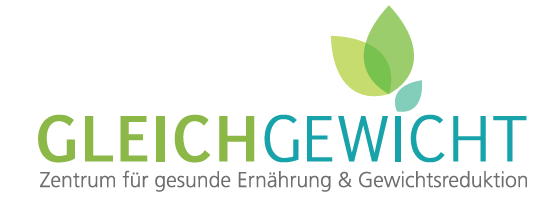 GLEICHGEWICHT
Zentrum für gesunde Ernährung & Gewichtsreduktion